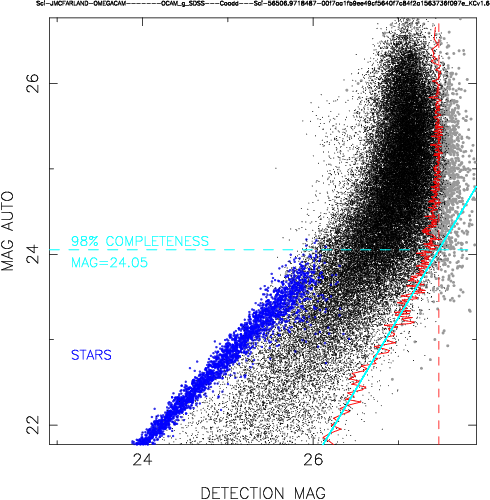 Sci-JMCFARLAND-OMEGACAM--------OCAM_g_SDSS----Coadd---Sci-56506.9718487-00f7aa1fb9ee49cf5640f7c84f2a1563736f097e_KCv1.6
26
MAG AUTO
98% COMPLETENESS
24
MAG=24.05
STARS
22
24
26
DETECTION MAG